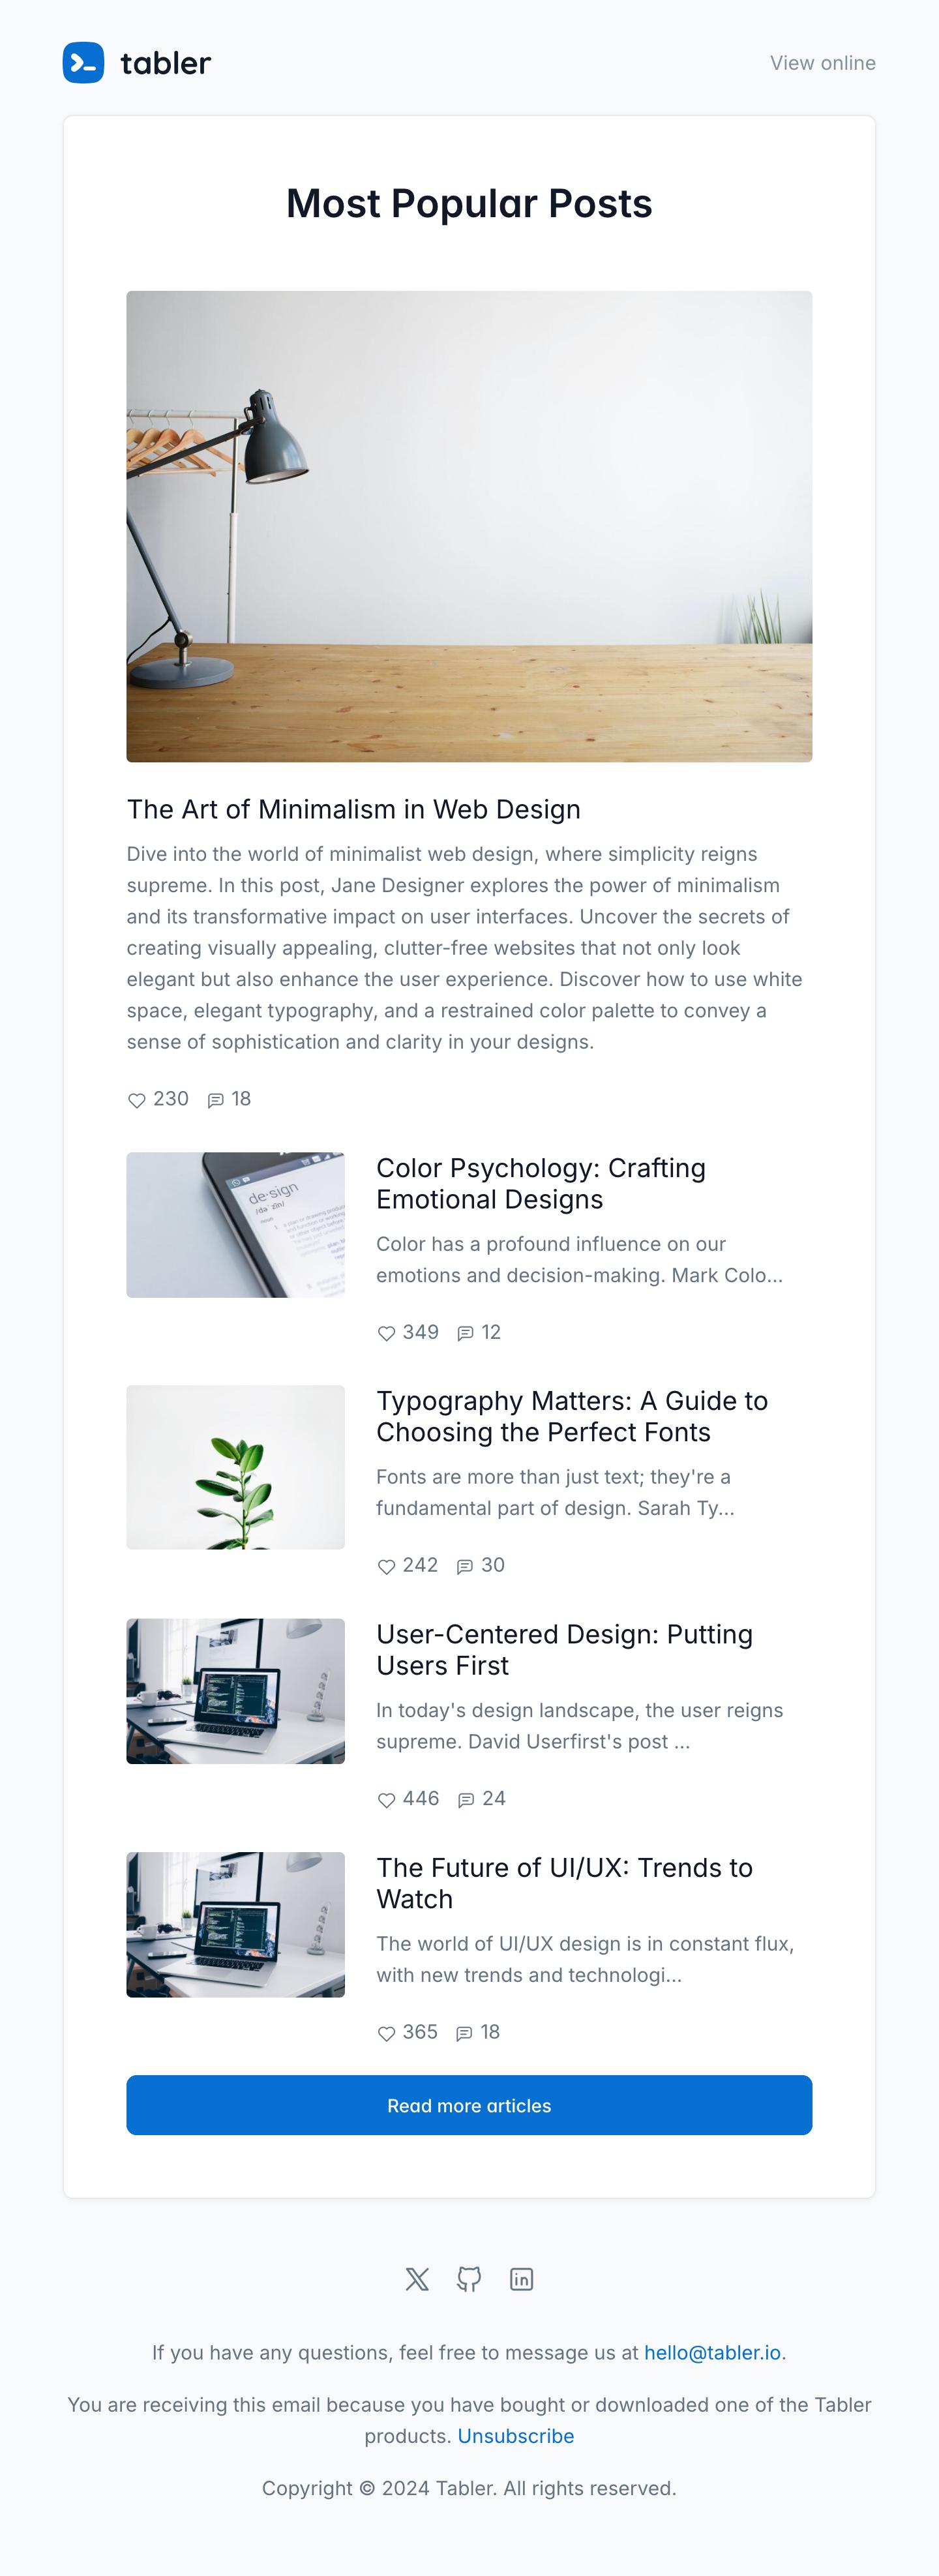 tabler
View online
Most Popular Posts
The Art of Minimalism in Web Design
Dive into the world of minimalist web design, where simplicity reigns
supreme. In this post, Jane Designer explores the power of minimalism
and its transformative impact on user interfaces. Uncover the secrets of
creating visually appealing, clutter-free websites that not only look
elegant but also enhance the user experience. Discover how to use white
space, elegant typography, and a restrained color palette to convey a
sense of sophistication and clarity in your designs.
230 18
de·sign
/dəˈzīn/
noun
Color Psychology: Crafting
Emotional Designs
Color has a profound influence on our
emotions and decision-making. Mark Colo...
349 12
Typography Matters: A Guide to
Choosing the Perfect Fonts
Fonts are more than just text; they're a
fundamental part of design. Sarah Ty...
242 30
User-Centered Design: Putting
Users First
In today's design landscape, the user reigns
supreme. David Userfirst's post ...
446 24
The Future of UI/UX: Trends to
Watch
The world of UI/UX design is in constant flux,
with new trends and technologi...
365 18
Read more articles
If you have any questions, feel free to message us at hello@tabler.io.
You are receiving this email because you have bought or downloaded one of the Tabler
products. Unsubscribe
Copyright © 2024 Tabler. All rights reserved.